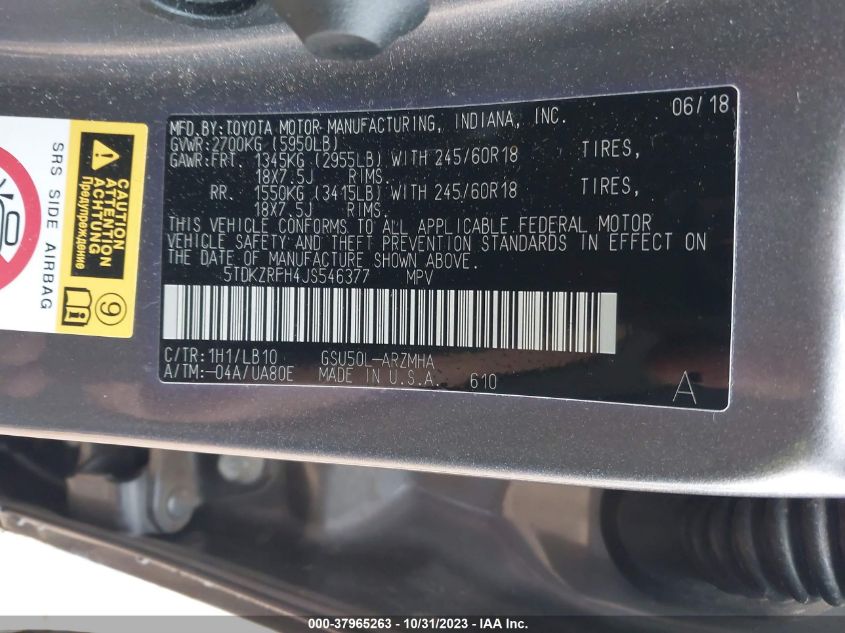 06/18
MFD.BY:TOYOTA MOTOR MANUFACTURING, INDIANA, INC.
GVWR:2700KG (5950LB)
GAWR:FRT. 1345KG (2955LB) WITH 245/60R18 TIRES,
18X7.5J RIMS.
RR. 1550KG (3415LB) WITH 245/60R18 TIRES,
18X7.5J RIMS.
THIS VEHICLE CONFORMS TO ALL APPLICABLE FEDERAL MOTOR
VEHICLE SAFETY AND THEFT PREVENTION STANDARDS IN EFFECT ON
THE DATE OF MANUFACTURE SHOWN ABOVE.
5TDKZRFH4JS546377 MPV
C/TR:1H1/LB10 GSU50L-ARZMHA
A/TM:-04A/UA80E MADE IN U.S.A. 610
A
SRS SIDE AIRBAG
CAUTION
ATTENTION
ACHTUNG
Предупреждение
9
000-37965263 - 10/31/2023 - IAA Inc.